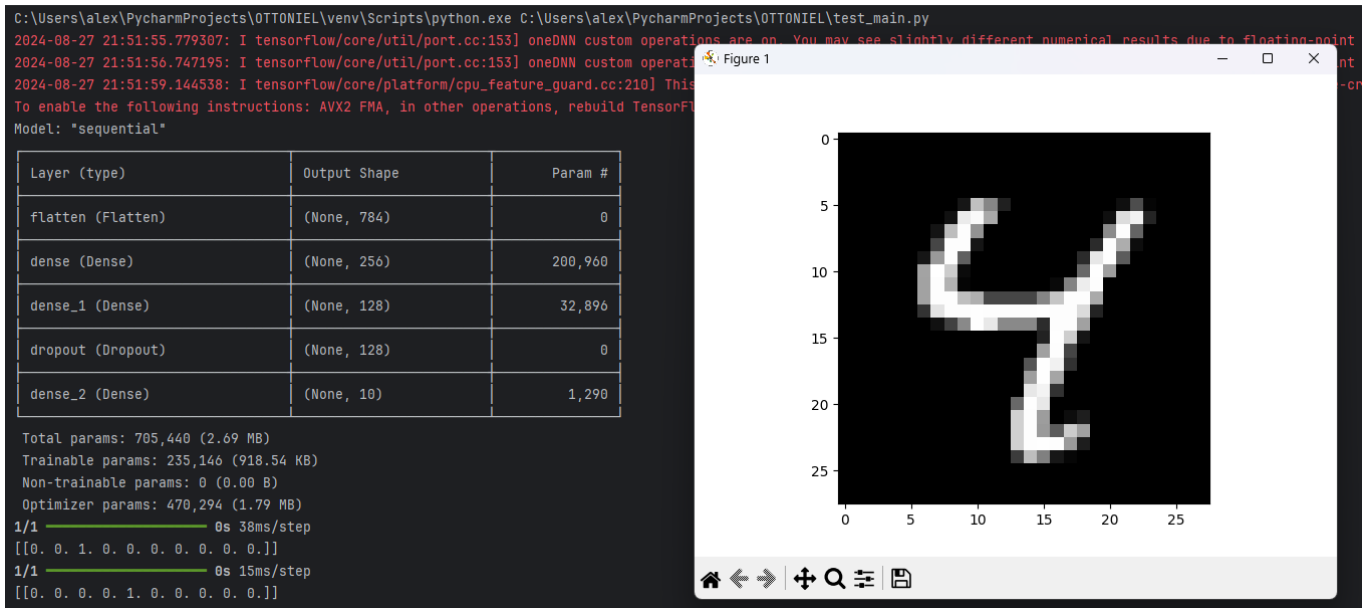 C:\Users\alex\PycharmProjects\OTTONIEL\venv\Scripts\python.exe C:\Users\alex\PycharmProjects\OTTONIEL\test_main.py
2024-08-27 21:51:55.779307: I tensorflow/core/util/port.cc:153] oneDNN custom operations are on. You may see slightly different numerical results due to floating-point
2024-08-27 21:51:56.747195: I tensorflow/core/util/port.cc:153] oneDNN custom operati
nt
2024-08-27 21:51:59.144538: I tensorflow/core/platform/cpu_feature_guard.cc:210] This
-cr
To enable the following instructions: AVX2 FMA, in other operations, rebuild TensorFl
Model: "sequential"
Layer (type) Output Shape Param #
flatten (Flatten) (None, 784) 0
dense (Dense) (None, 256) 200,960
dense_1 (Dense) (None, 128) 32,896
dropout (Dropout) (None, 128) 0
dense_2 (Dense) (None, 10) 1,290
Total params: 705,440 (2.69 MB)
Trainable params: 235,146 (918.54 KB)
Non-trainable params: 0 (0.00 B)
Optimizer params: 470,294 (1.79 MB)
1/1 0s 38ms/step
[[0. 0. 1. 0. 0. 0. 0. 0. 0. 0.]]
1/1 0s 15ms/step
[[0. 0. 0. 0. 1. 0. 0. 0. 0. 0.]]
Figure 1
0
5
10
15
20
25
0 5 10 15 20 25
4